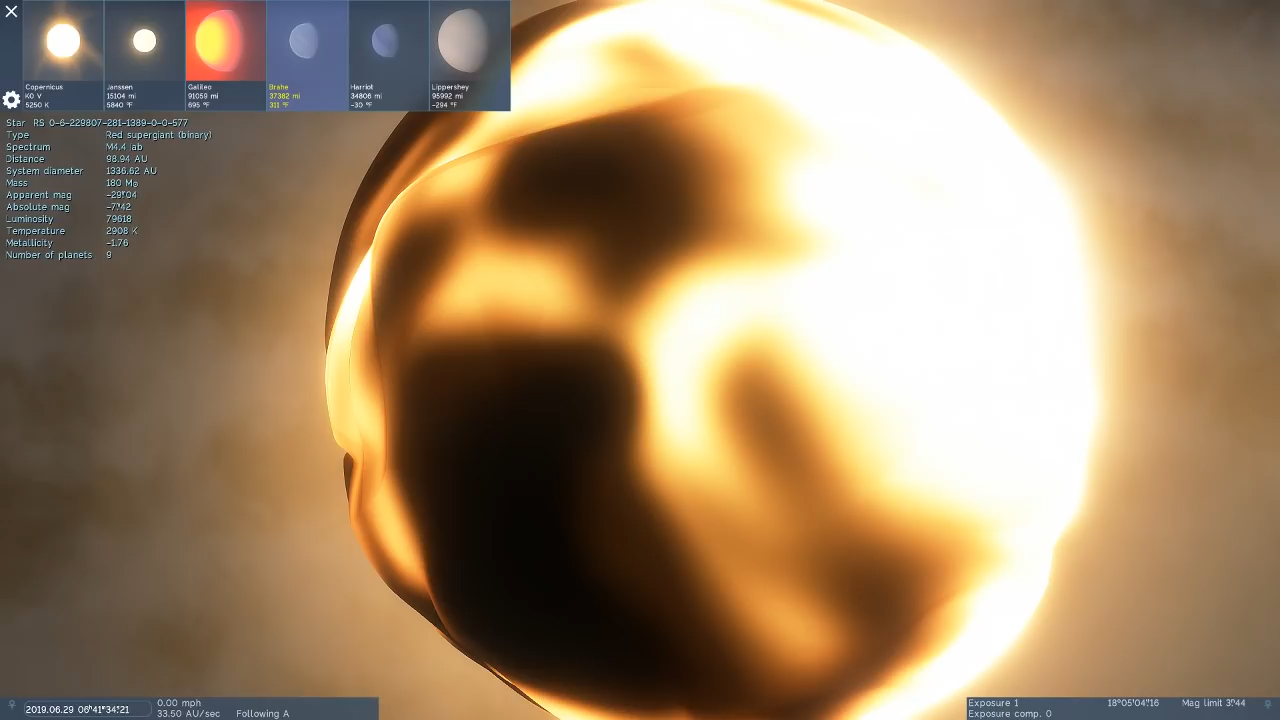 Copernicus
K0 V
5250 K
Janssen
15104 mi
5840 °F
Galileo
91059 mi
695 °F
Brahe
37382 mi
311 °F
Harriot
34806 mi
-30 °F
Lippershey
95992 mi
-294 °F
Star RS 0-6-229807-281-1389-0-0-577
Type Red supergiant (binary)
Spectrum M4.4 Iab
Distance 98.94 AU
System diameter 1336.62 AU
Mass 180 M☉
Apparent mag -29ᵐ04
Absolute mag -7ᵐ42
Luminosity 79618
Temperature 2908 K
Metallicity -1.76
Number of planets 9
2019.06.29 06ʰ41ᵐ34ˢ21
0.00 mph
33.50 AU/sec Following A
Exposure 1 18°05'04"16 Mag limit 3ᵐ44
Exposure comp. 0